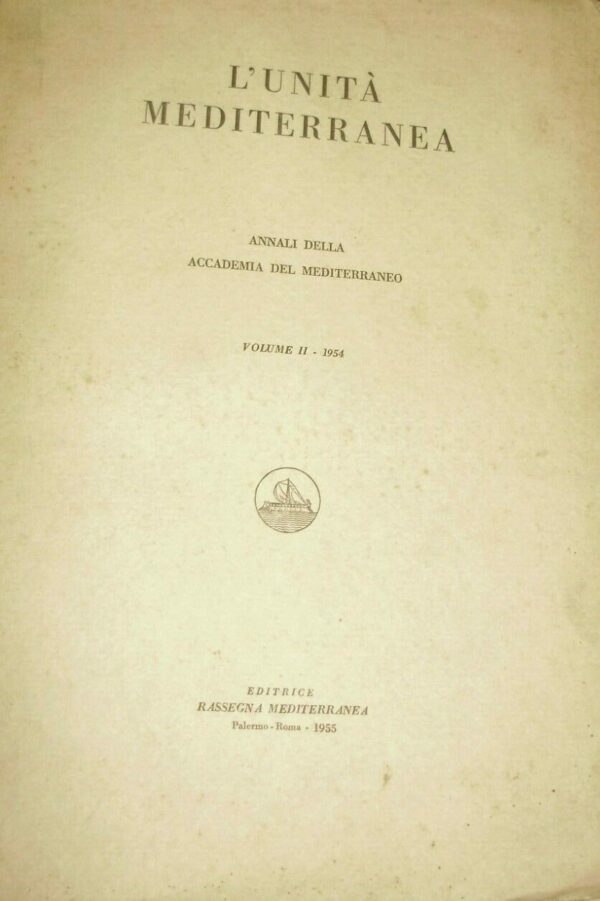 L'UNITÀ
MEDITERRANEA
ANNALI DELLA
ACCADEMIA DEL MEDITERRANEO
VOLUME II - 1954
EDITRICE
RASSEGNA MEDITERRANEA
Palermo - Roma - 1955